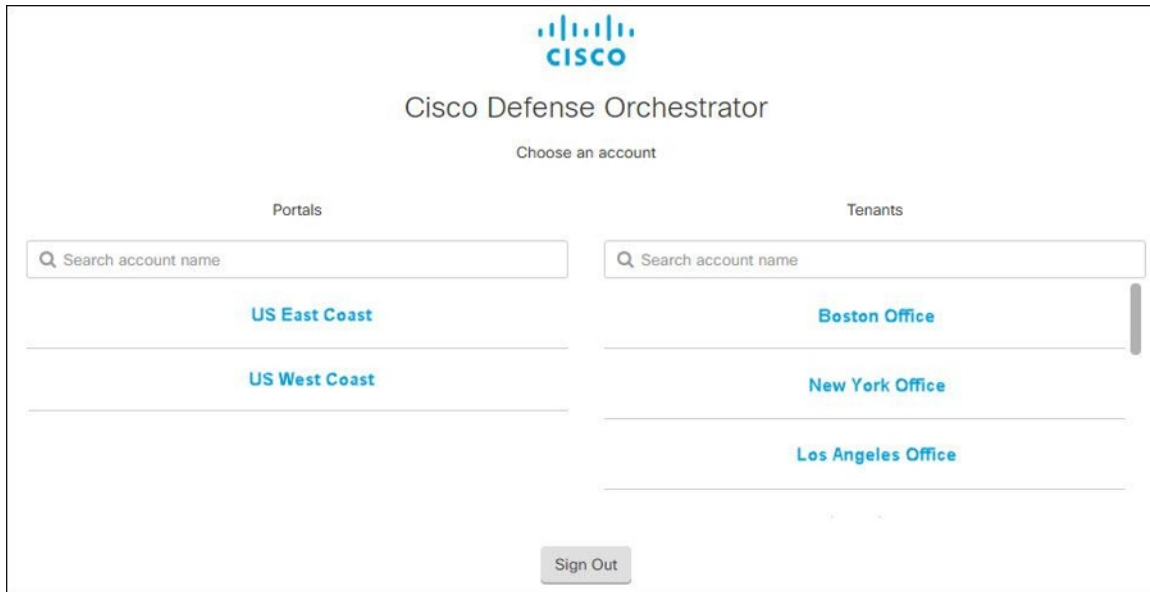 CISCO
Cisco Defense Orchestrator
Choose an account
Portals
Tenants
Search account name
Search account name
US East Coast
Boston Office
US West Coast
New York Office
Los Angeles Office
Sign Out